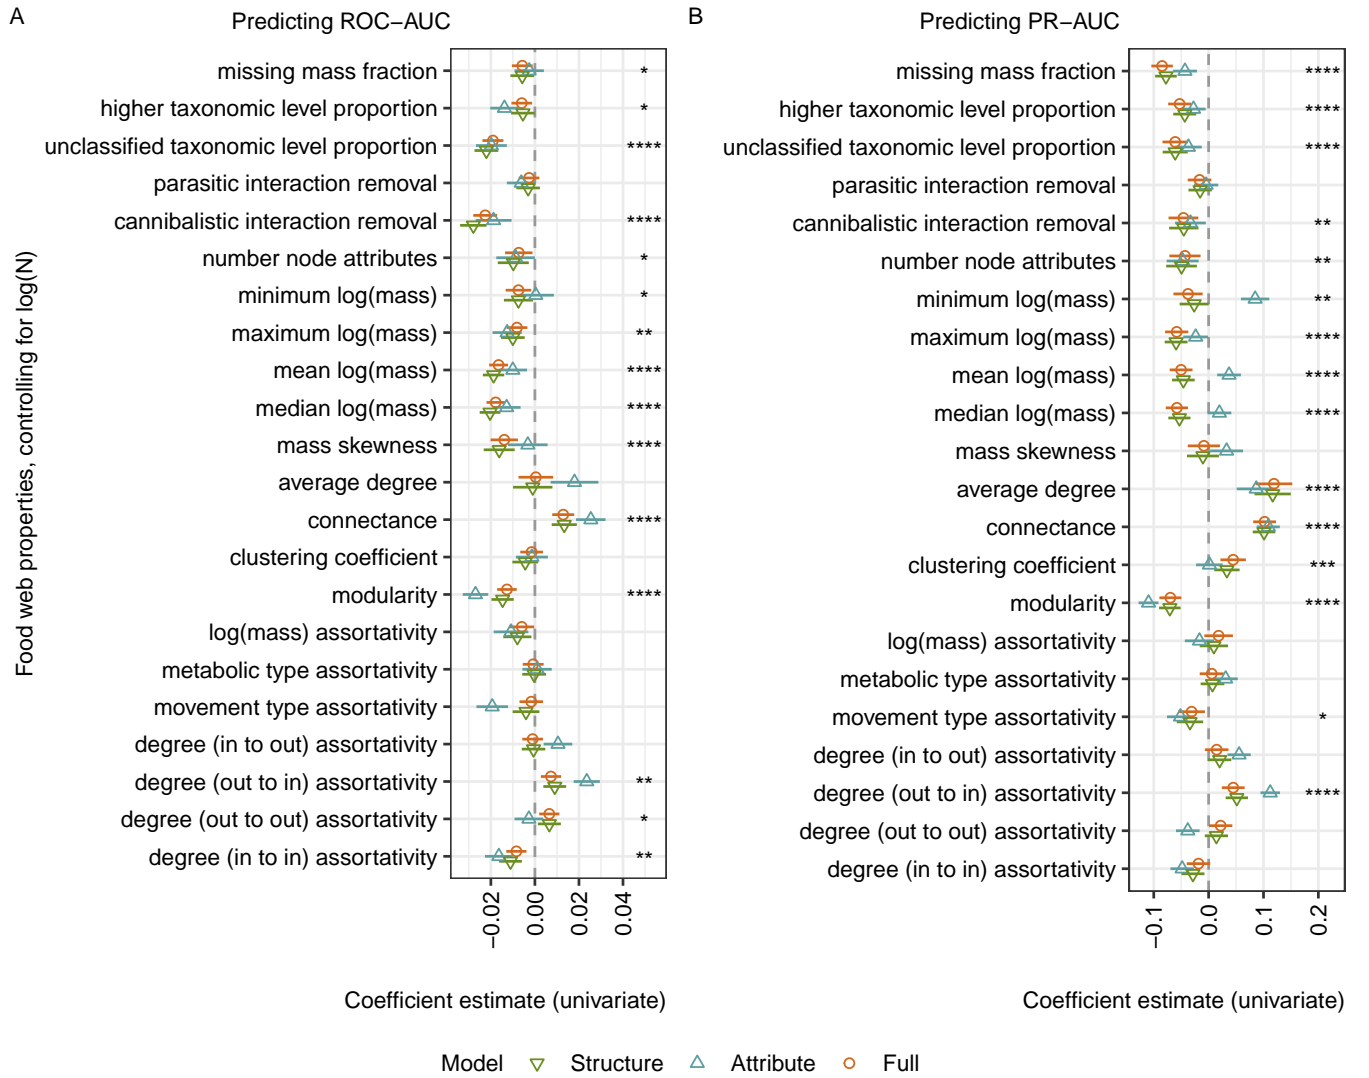 A
Predicting ROC−AUC
Food web properties, controlling for log(N)
missing mass fraction *
higher taxonomic level proportion *
unclassified taxonomic level proportion ****
parasitic interaction removal
cannibalistic interaction removal ****
number node attributes *
minimum log(mass) *
maximum log(mass) **
mean log(mass) ****
median log(mass) ****
mass skewness ****
average degree
connectance ****
clustering coefficient
modularity ****
log(mass) assortativity
metabolic type assortativity
movement type assortativity
degree (in to out) assortativity
degree (out to in) assortativity **
degree (out to out) assortativity *
degree (in to in) assortativity **
−0.02 0.00 0.02 0.04
Coefficient estimate (univariate)
B
Predicting PR−AUC
missing mass fraction ****
higher taxonomic level proportion ****
unclassified taxonomic level proportion ****
parasitic interaction removal
cannibalistic interaction removal **
number node attributes **
minimum log(mass) **
maximum log(mass) ****
mean log(mass) ****
median log(mass) ****
mass skewness
average degree ****
connectance ****
clustering coefficient ***
modularity ****
log(mass) assortativity
metabolic type assortativity
movement type assortativity *
degree (in to out) assortativity
degree (out to in) assortativity ****
degree (out to out) assortativity
degree (in to in) assortativity
−0.1 0.0 0.1 0.2
Coefficient estimate (univariate)
Model Structure Attribute Full